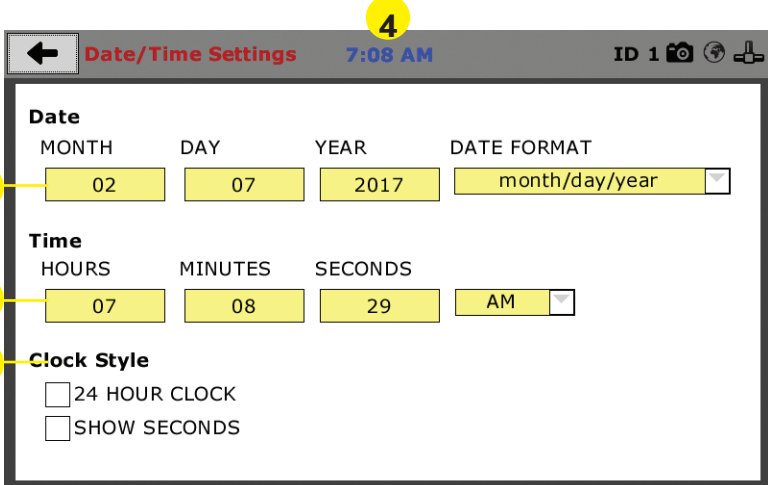 4
Date/Time Settings 7:08 AM ID 1
Date
MONTH DAY YEAR DATE FORMAT
02 07 2017 month/day/year
Time
HOURS MINUTES SECONDS
07 08 29 AM
Clock Style
24 HOUR CLOCK
SHOW SECONDS